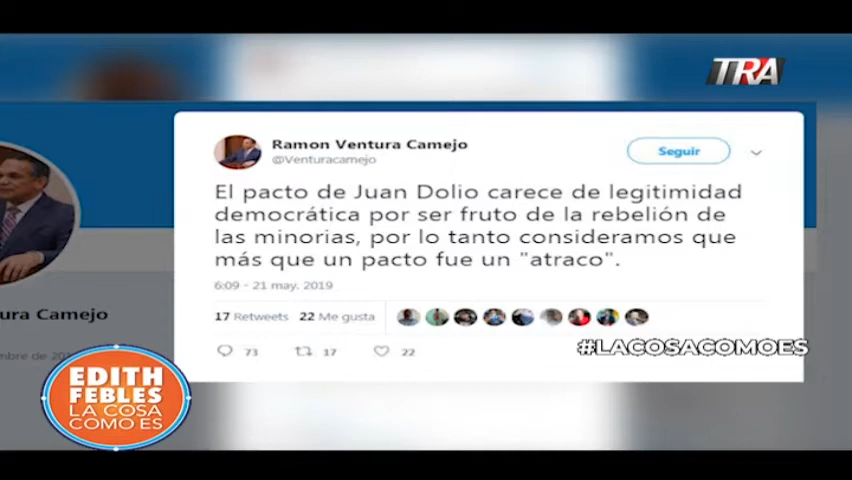 TRA
Ramon Ventura Camejo
@Venturacamejo
Seguir
El pacto de Juan Dolio carece de legitimidad
democrática por ser fruto de la rebelión de
las minorias, por lo tanto consideramos que
más que un pacto fue un "atraco".
6:09 - 21 may. 2019
17 Retweets 22 Me gusta
73 17 22
#LACOSACOMOES
ura Camejo
EDITH
FEBLES
LA COSA
COMO ES